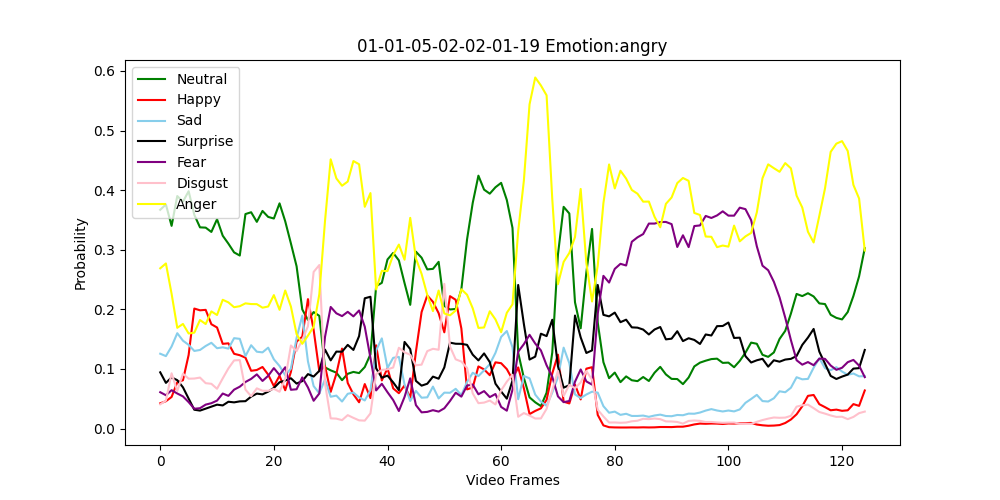 01-01-05-02-02-01-19 Emotion:angry
Probability
0.6
0.5
0.4
0.3
0.2
0.1
0.0
Neutral
Happy
Sad
Surprise
Fear
Disgust
Anger
0 20 40 60 80 100 120
Video Frames